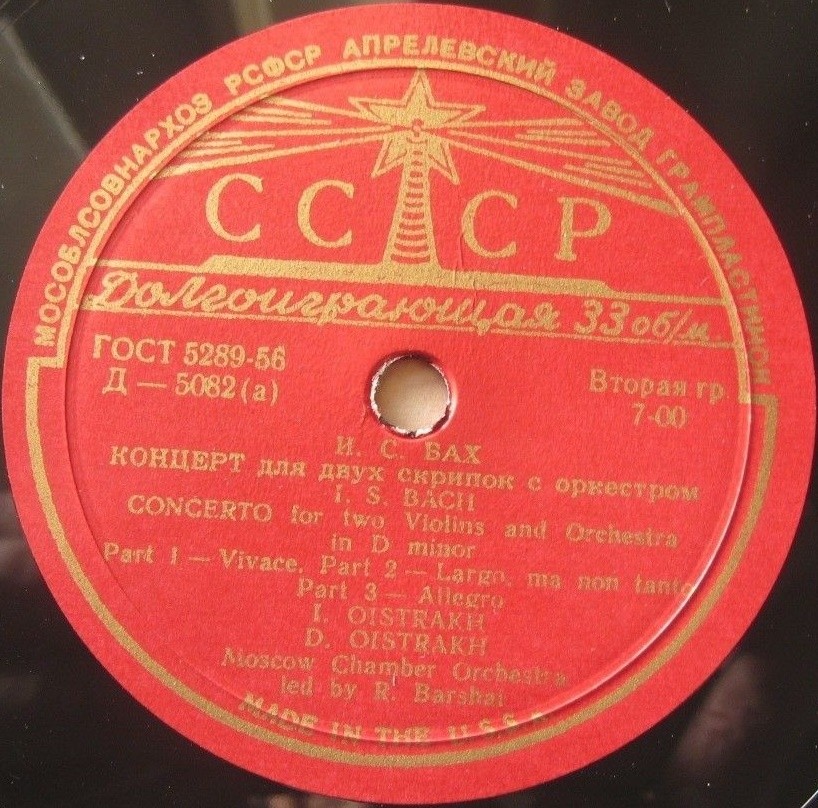 МОСОБЛСОВНАРХОЗ РСФСР АПРЕЛЕВСКИЙ ЗАВОД ГРАМПЛАСТИНОК
СССР
Долгоиграющая 33 об/м.
ГОСТ 5289-56
Д — 5082 (а)
Вторая гр.
7-00
И. С. БАХ
КОНЦЕРТ для двух скрипок с оркестром
I. S. BACH
CONCERTO for two Violins and Orchestra
in D minor
Part 1 — Vivace, Part 2 — Largo, ma non tanto
Part 3 — Allegro
I. OISTRAKH
D. OISTRAKH
Moscow Chamber Orchestra
led by R. Barshai
MADE IN THE U.S.S.R.